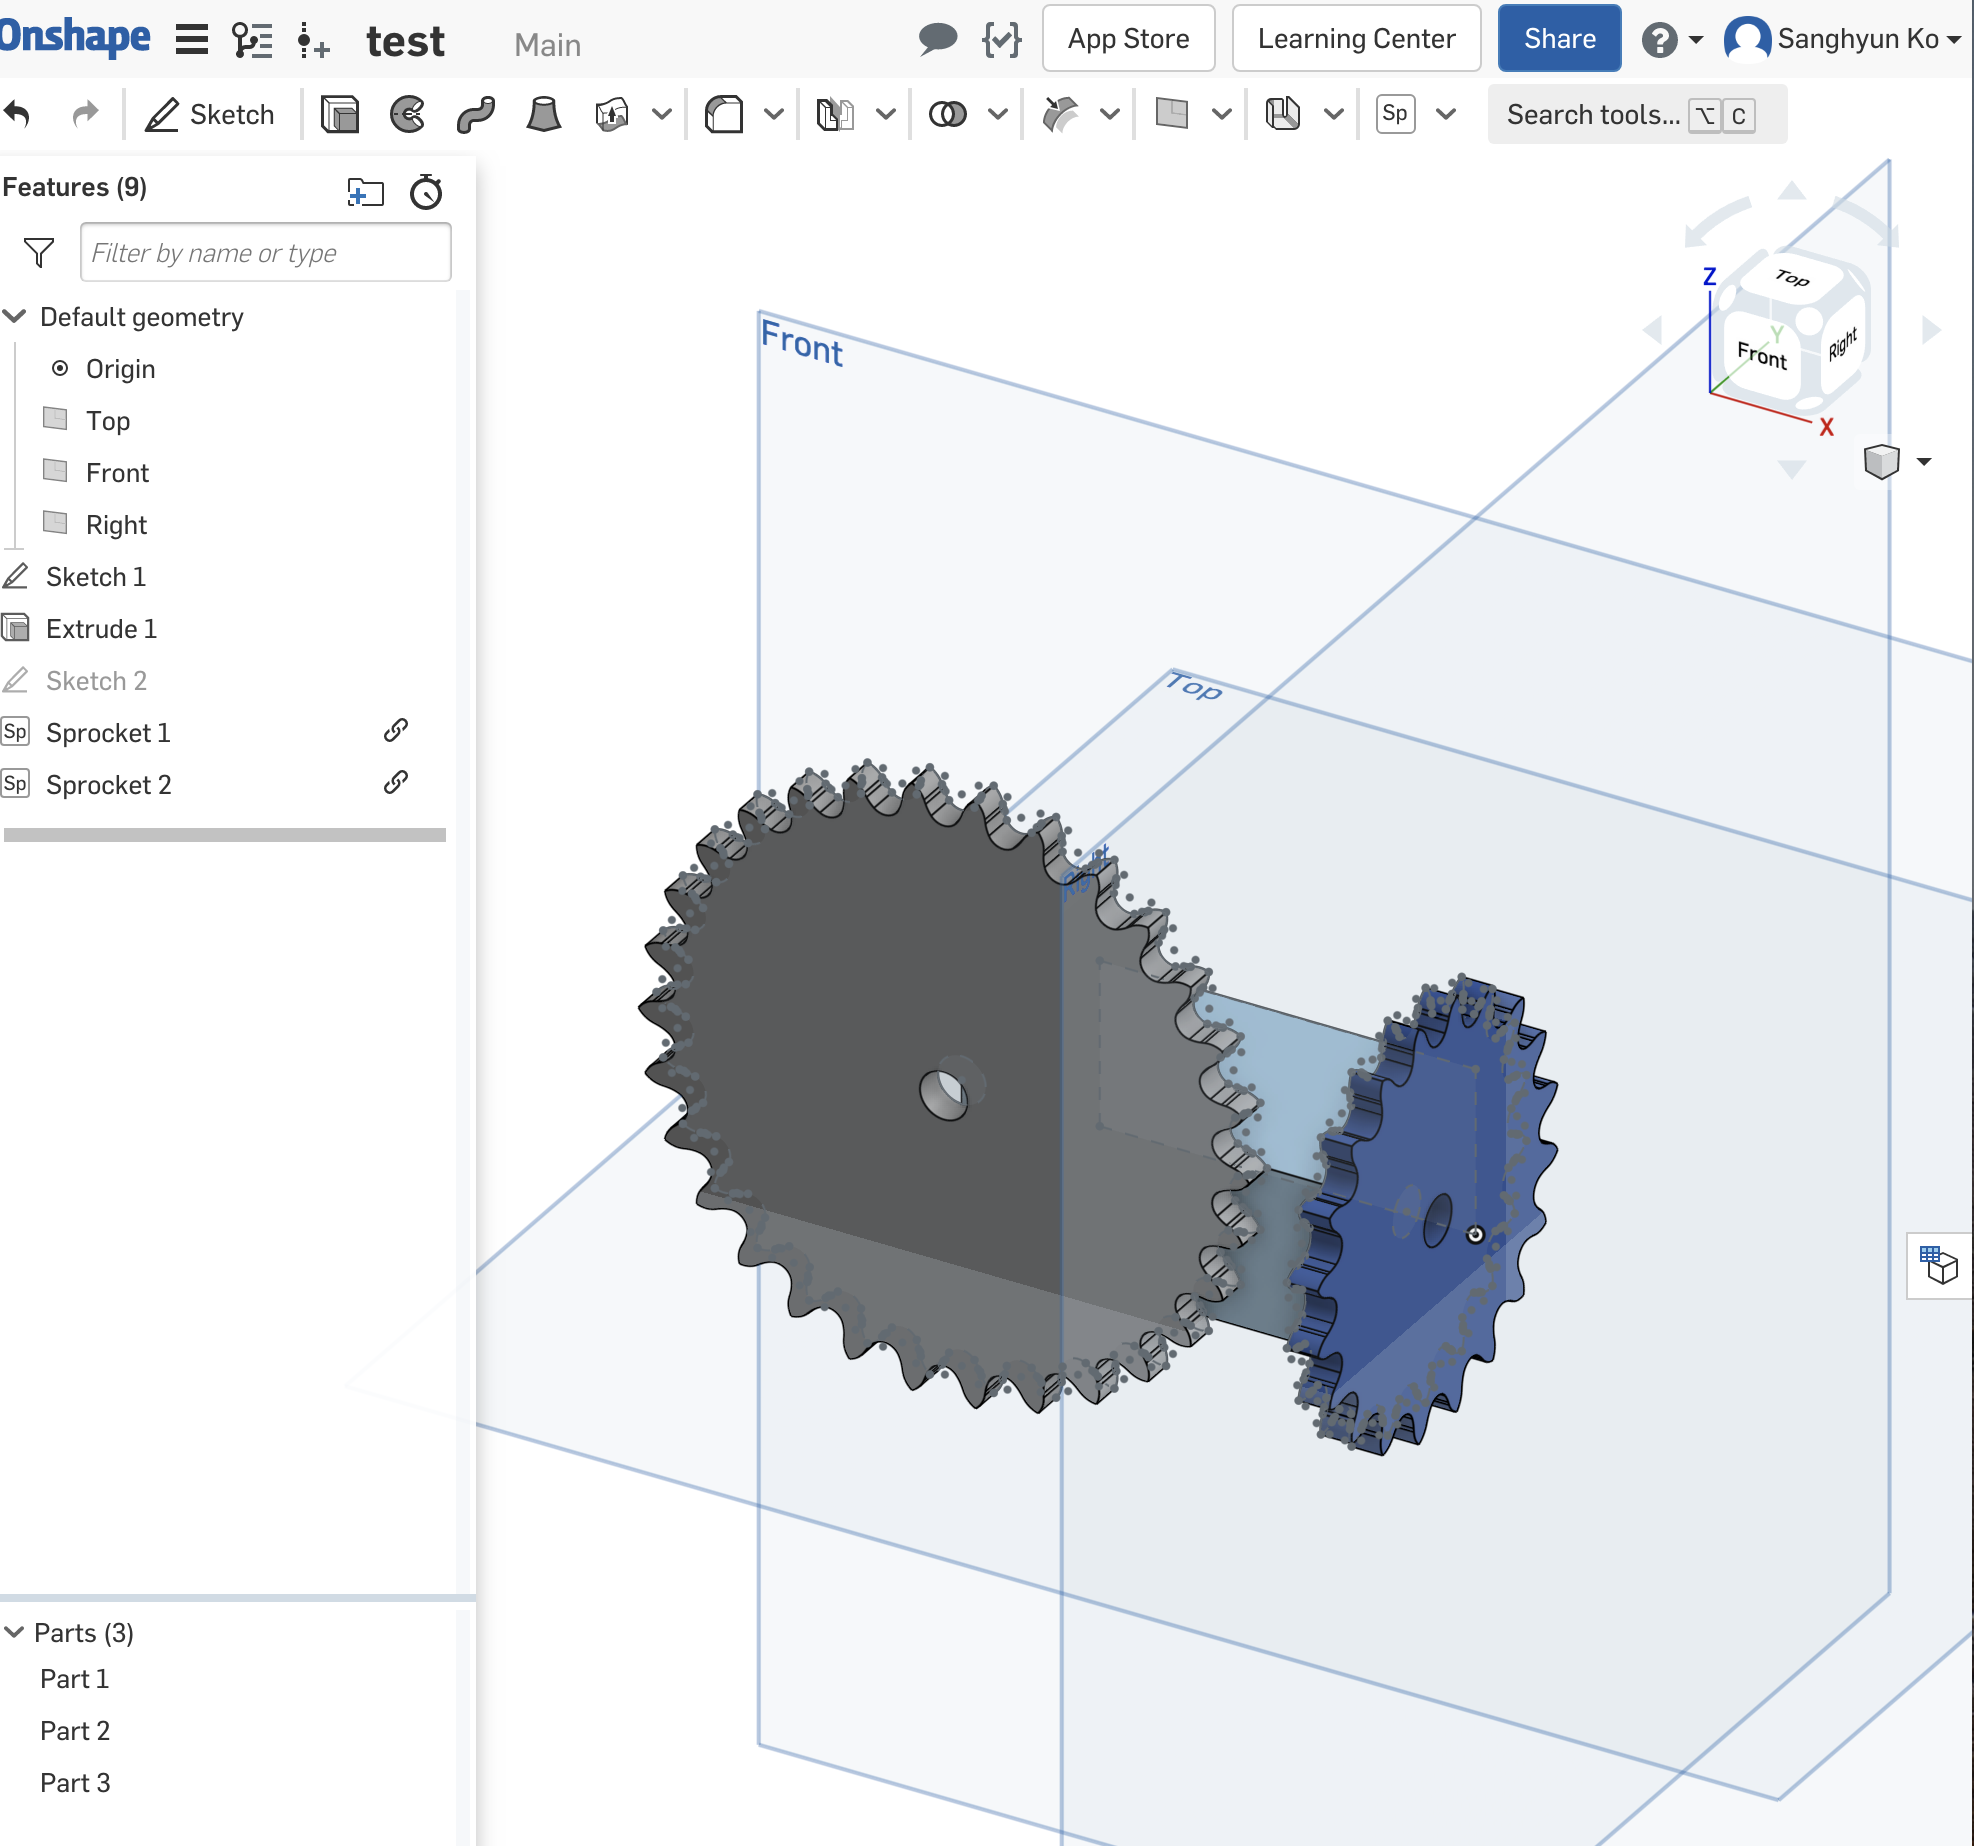 Onshape
test
Main
App Store
Learning Center
Share
?
Sanghyun Ko
Sketch
Sp
Search tools... ⌥ C
Features (9)
Filter by name or type
Default geometry
Origin
Top
Front
Right
Sketch 1
Extrude 1
Sketch 2
Sp Sprocket 1
Sp Sprocket 2
Parts (3)
Part 1
Part 2
Part 3
Front
Top
Right
Z
Top
Y
Front
Right
X